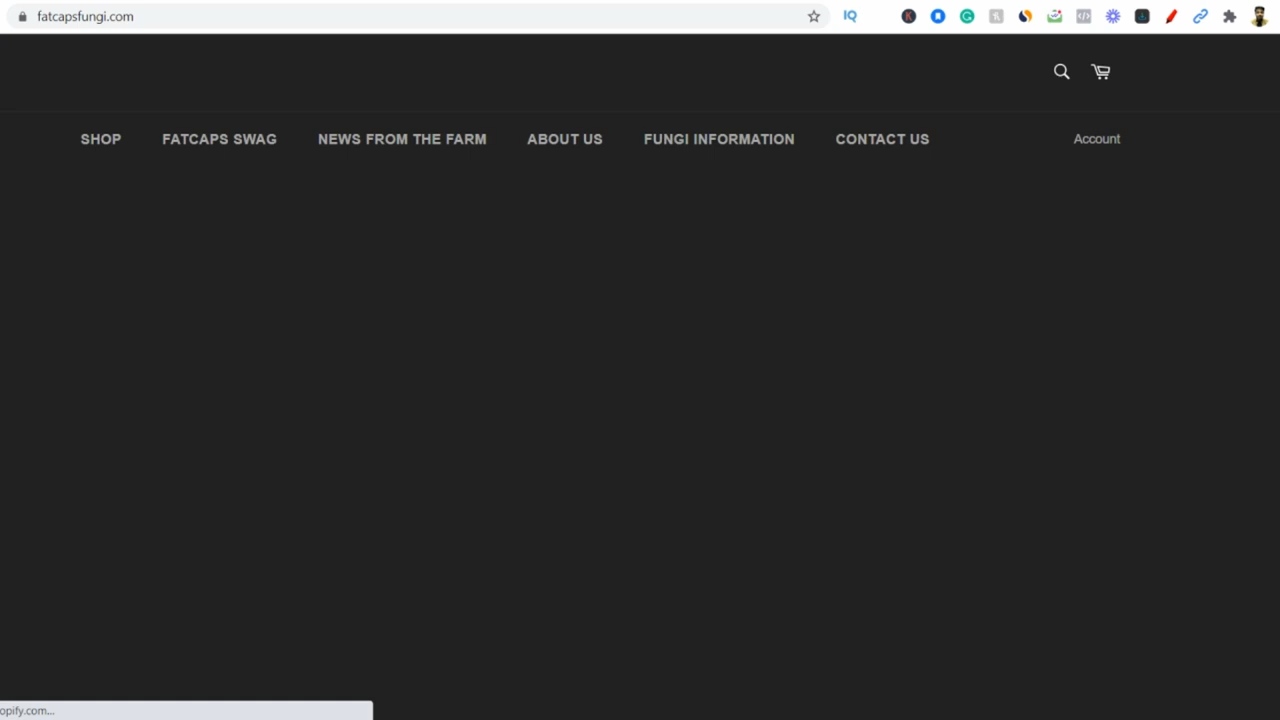 fatcapsfungi.com
IQ
SHOP FATCAPS SWAG NEWS FROM THE FARM ABOUT US FUNGI INFORMATION CONTACT US Account
opify.com...